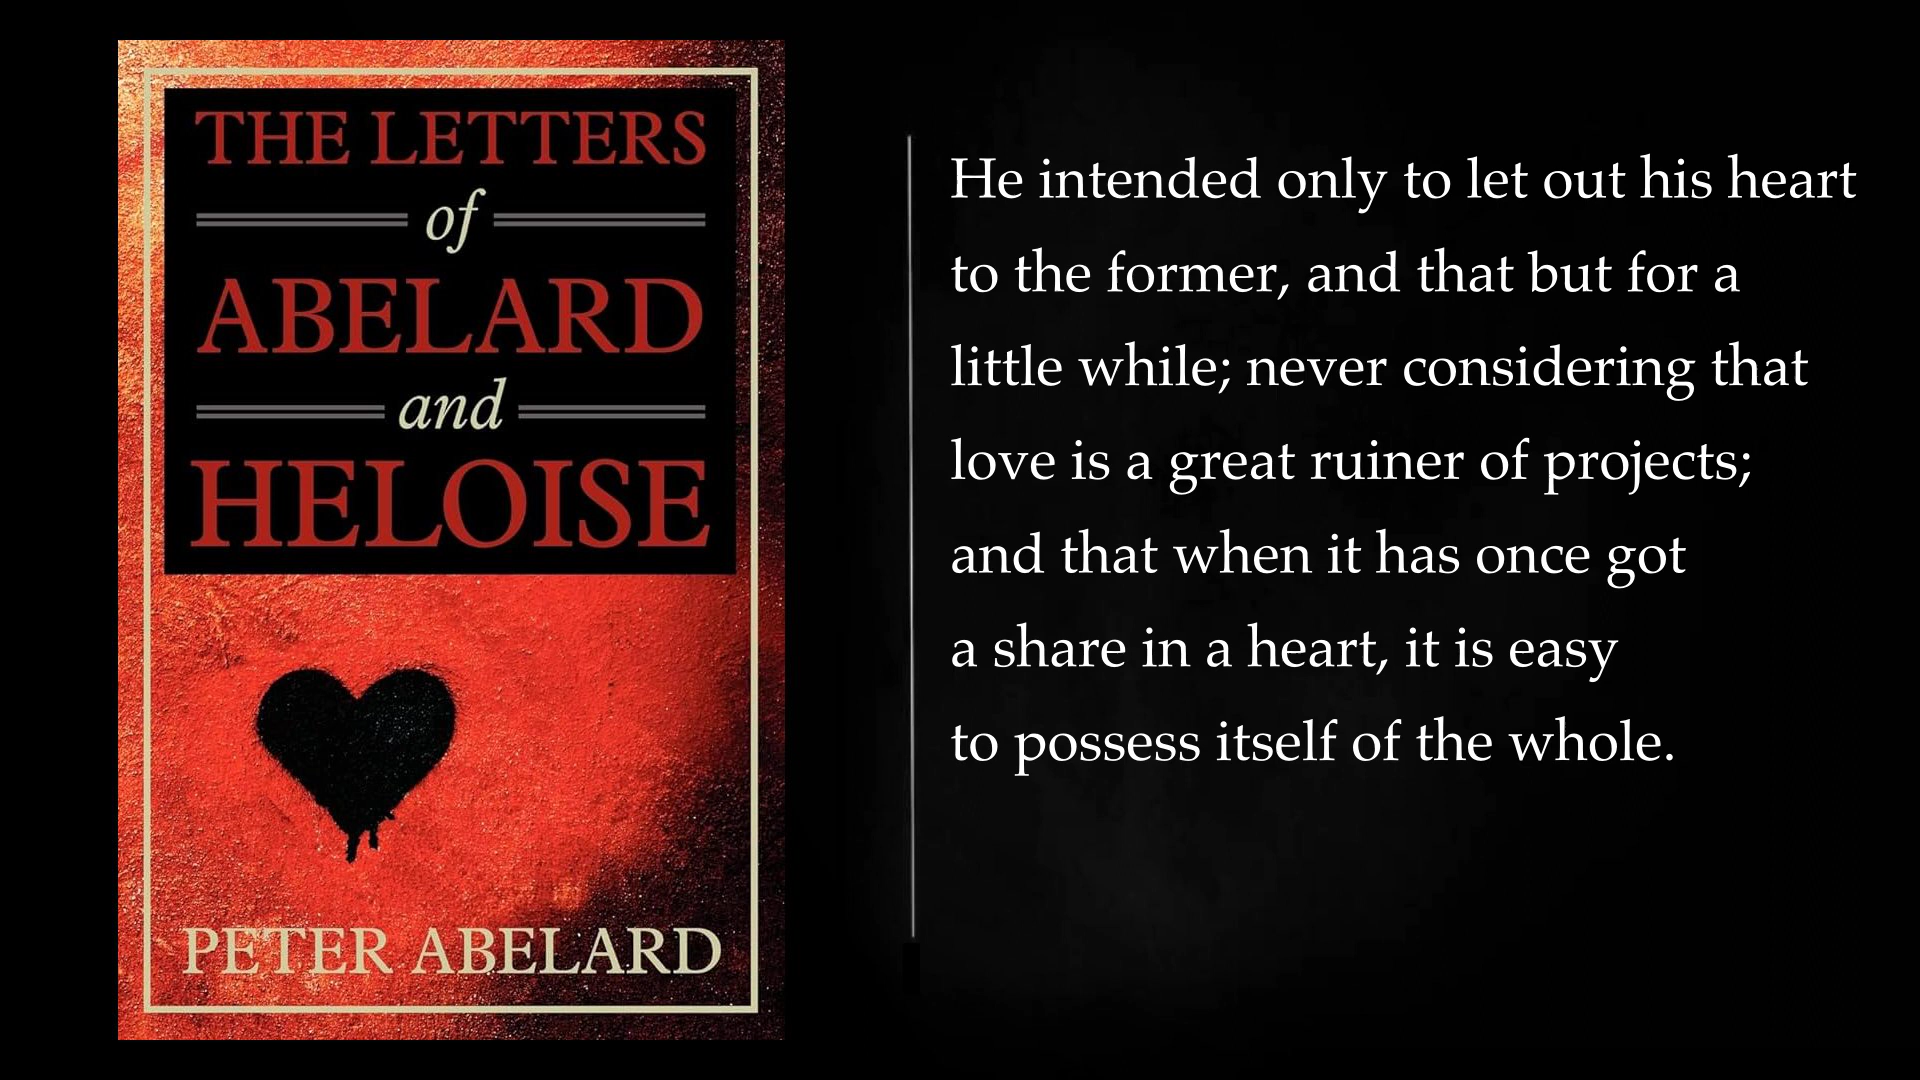 THE LETTERS
of
ABELARD
and
HELOISE
PETER ABELARD
He intended only to let out his heart
to the former, and that but for a
little while; never considering that
love is a great ruiner of projects;
and that when it has once got
a share in a heart, it is easy
to possess itself of the whole.